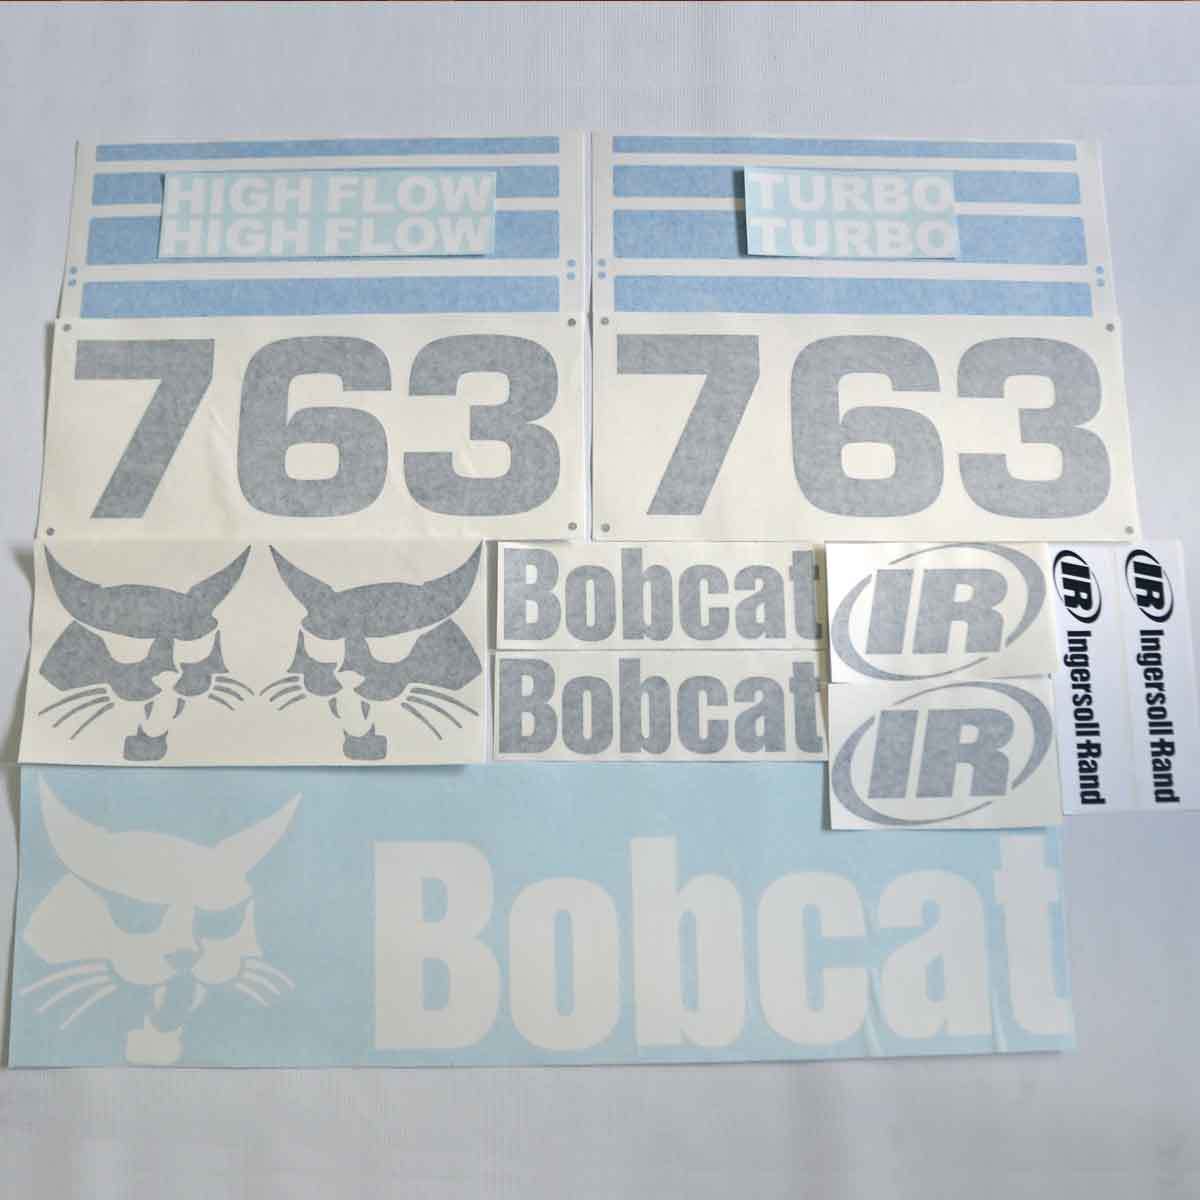 HIGH FLOW
HIGH FLOW
TURBO
TURBO
763
763
Bobcat
Bobcat
IR
IR
IR Ingersoll-Rand
IR Ingersoll-Rand
Bobcat